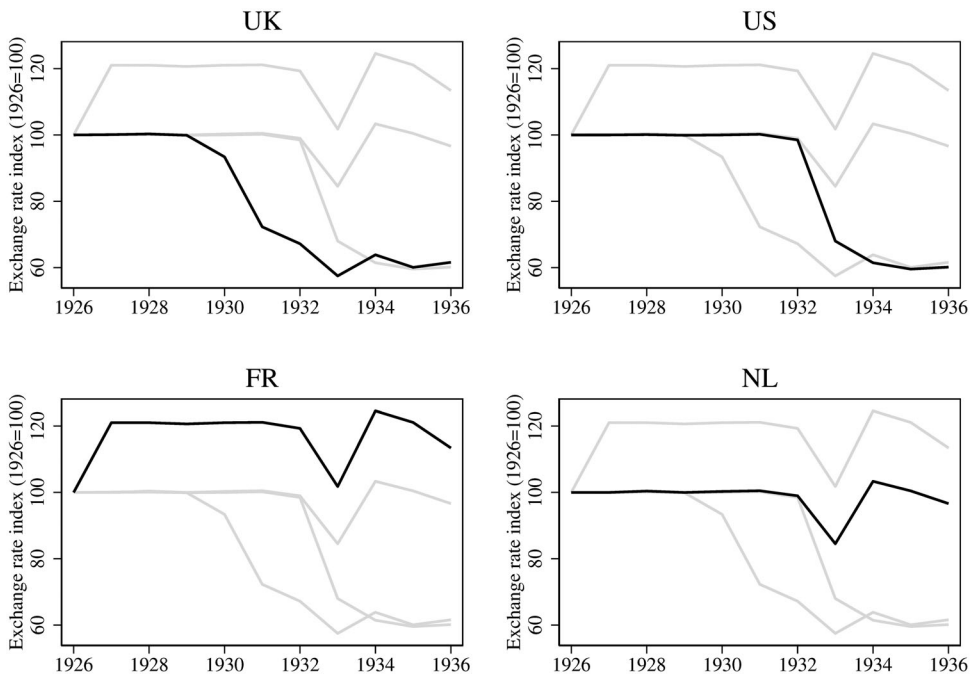 UK
Exchange rate index (1926=100)
60 80 100 120
1926 1928 1930 1932 1934 1936
US
Exchange rate index (1926=100)
60 80 100 120
1926 1928 1930 1932 1934 1936
FR
Exchange rate index (1926=100)
60 80 100 120
1926 1928 1930 1932 1934 1936
NL
Exchange rate index (1926=100)
60 80 100 120
1926 1928 1930 1932 1934 1936